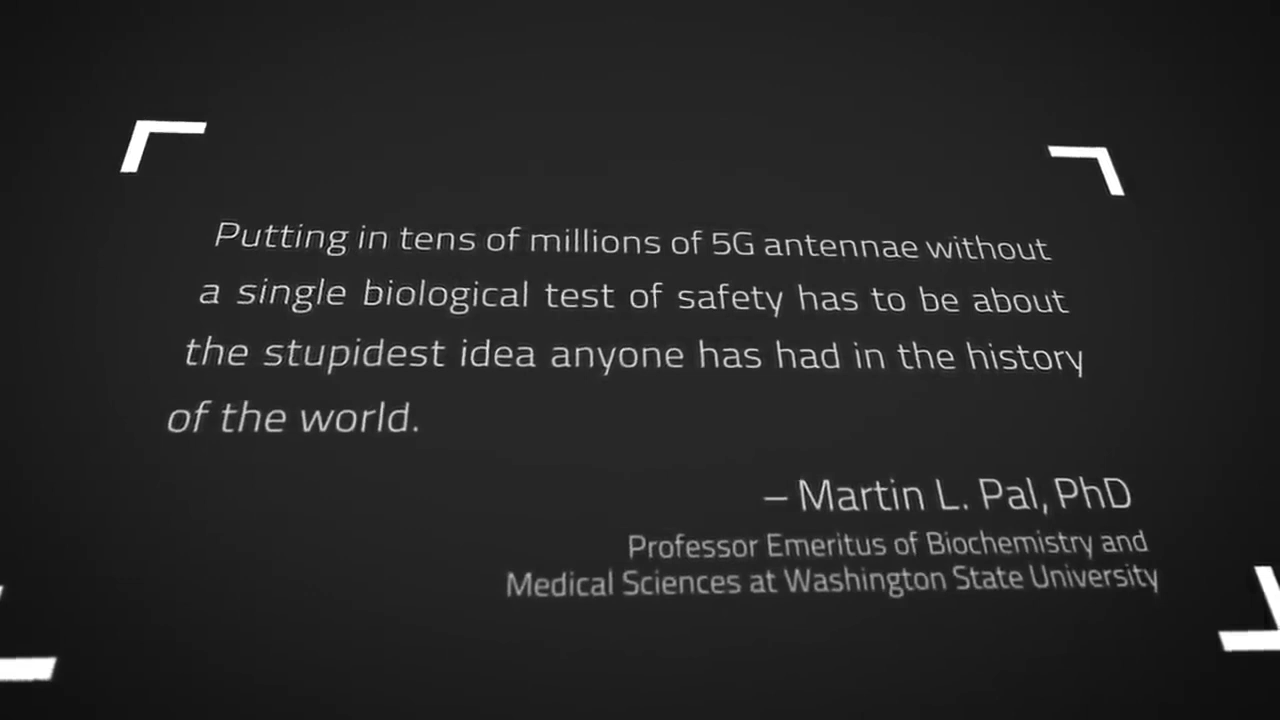 Putting in tens of millions of 5G antennae without
a single biological test of safety has to be about
the stupidest idea anyone has had in the history
of the world.
– Martin L. Pal, PhD
Professor Emeritus of Biochemistry and
Medical Sciences at Washington State University